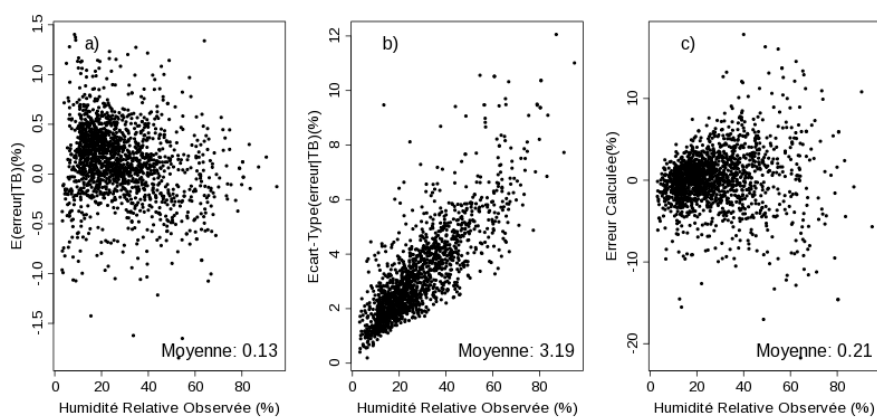 a)
E(erreur|TB)(%)
1.5
1.0
0.5
0.0
-0.5
-1.0
-1.5
Moyenne: 0.13
0 20 40 60 80
Humidité Relative Observée (%)
b)
Ecart-Type(erreur|TB)(%)
12
10
8
6
4
2
0
Moyenne: 3.19
0 20 40 60 80
Humidité Relative Observée (%)
c)
Erreur Calculée(%)
10
0
-10
-20
Moyenne: 0.21
0 20 40 60 80
Humidité Relative Observée (%)